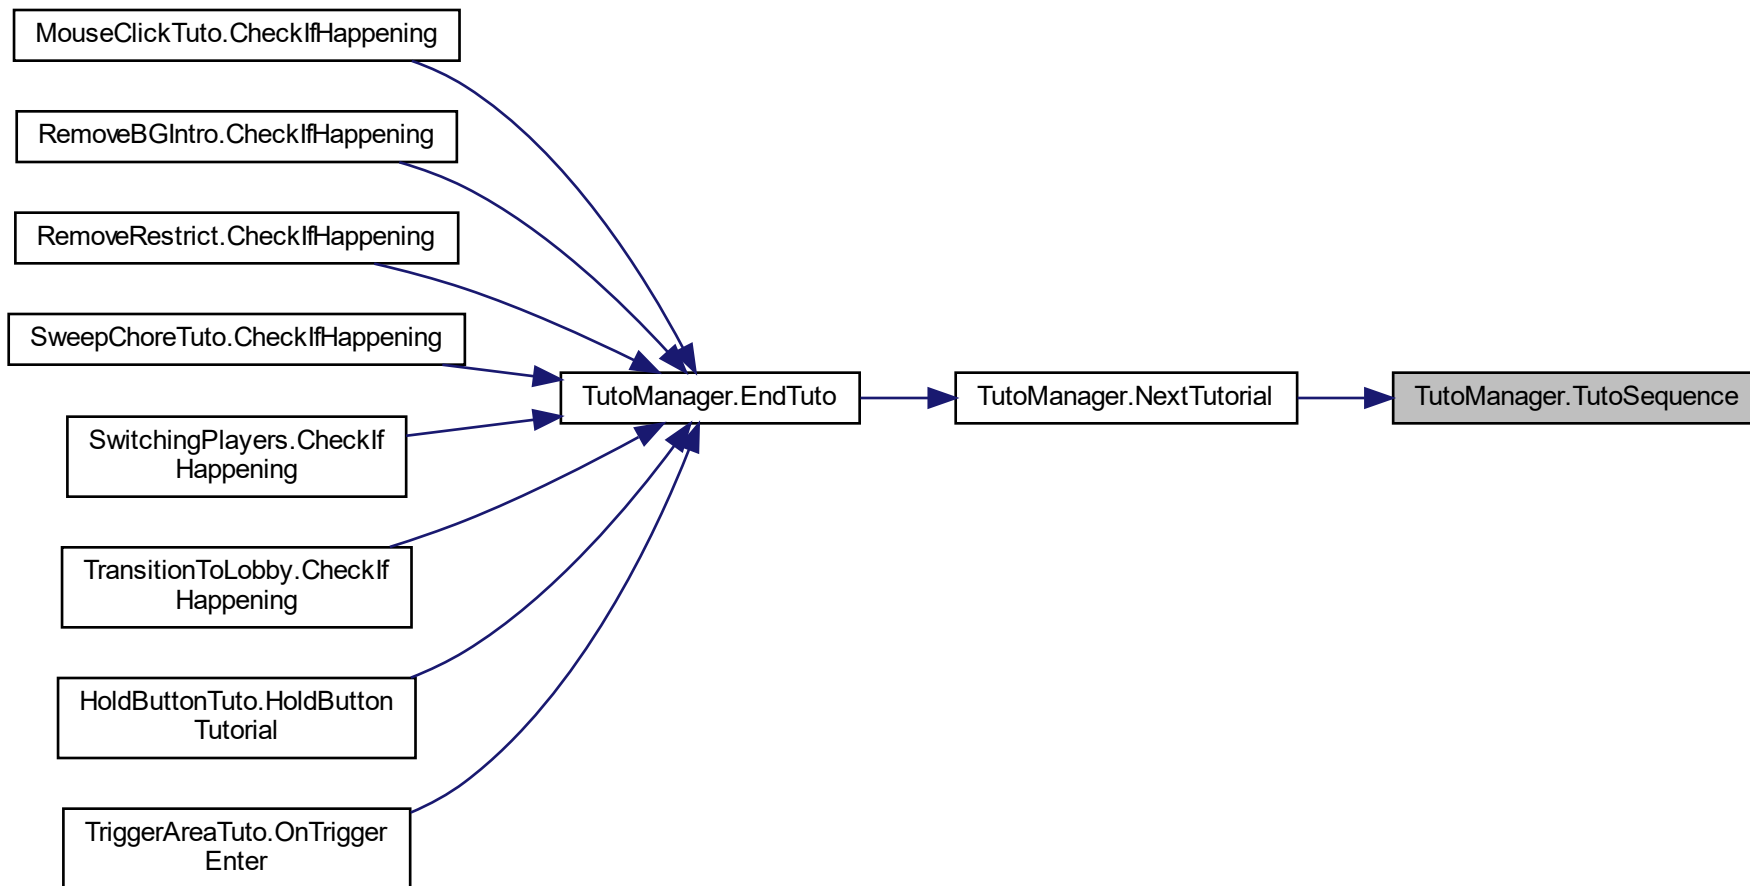 MouseClickTuto.CheckIfHappening
RemoveBGIntro.CheckIfHappening
RemoveRestrict.CheckIfHappening
SweepChoreTuto.CheckIfHappening
SwitchingPlayers.CheckIf
Happening
TransitionToLobby.CheckIf
Happening
HoldButtonTuto.HoldButton
Tutorial
TriggerAreaTuto.OnTrigger
Enter
TutoManager.EndTuto
TutoManager.NextTutorial
TutoManager.TutoSequence